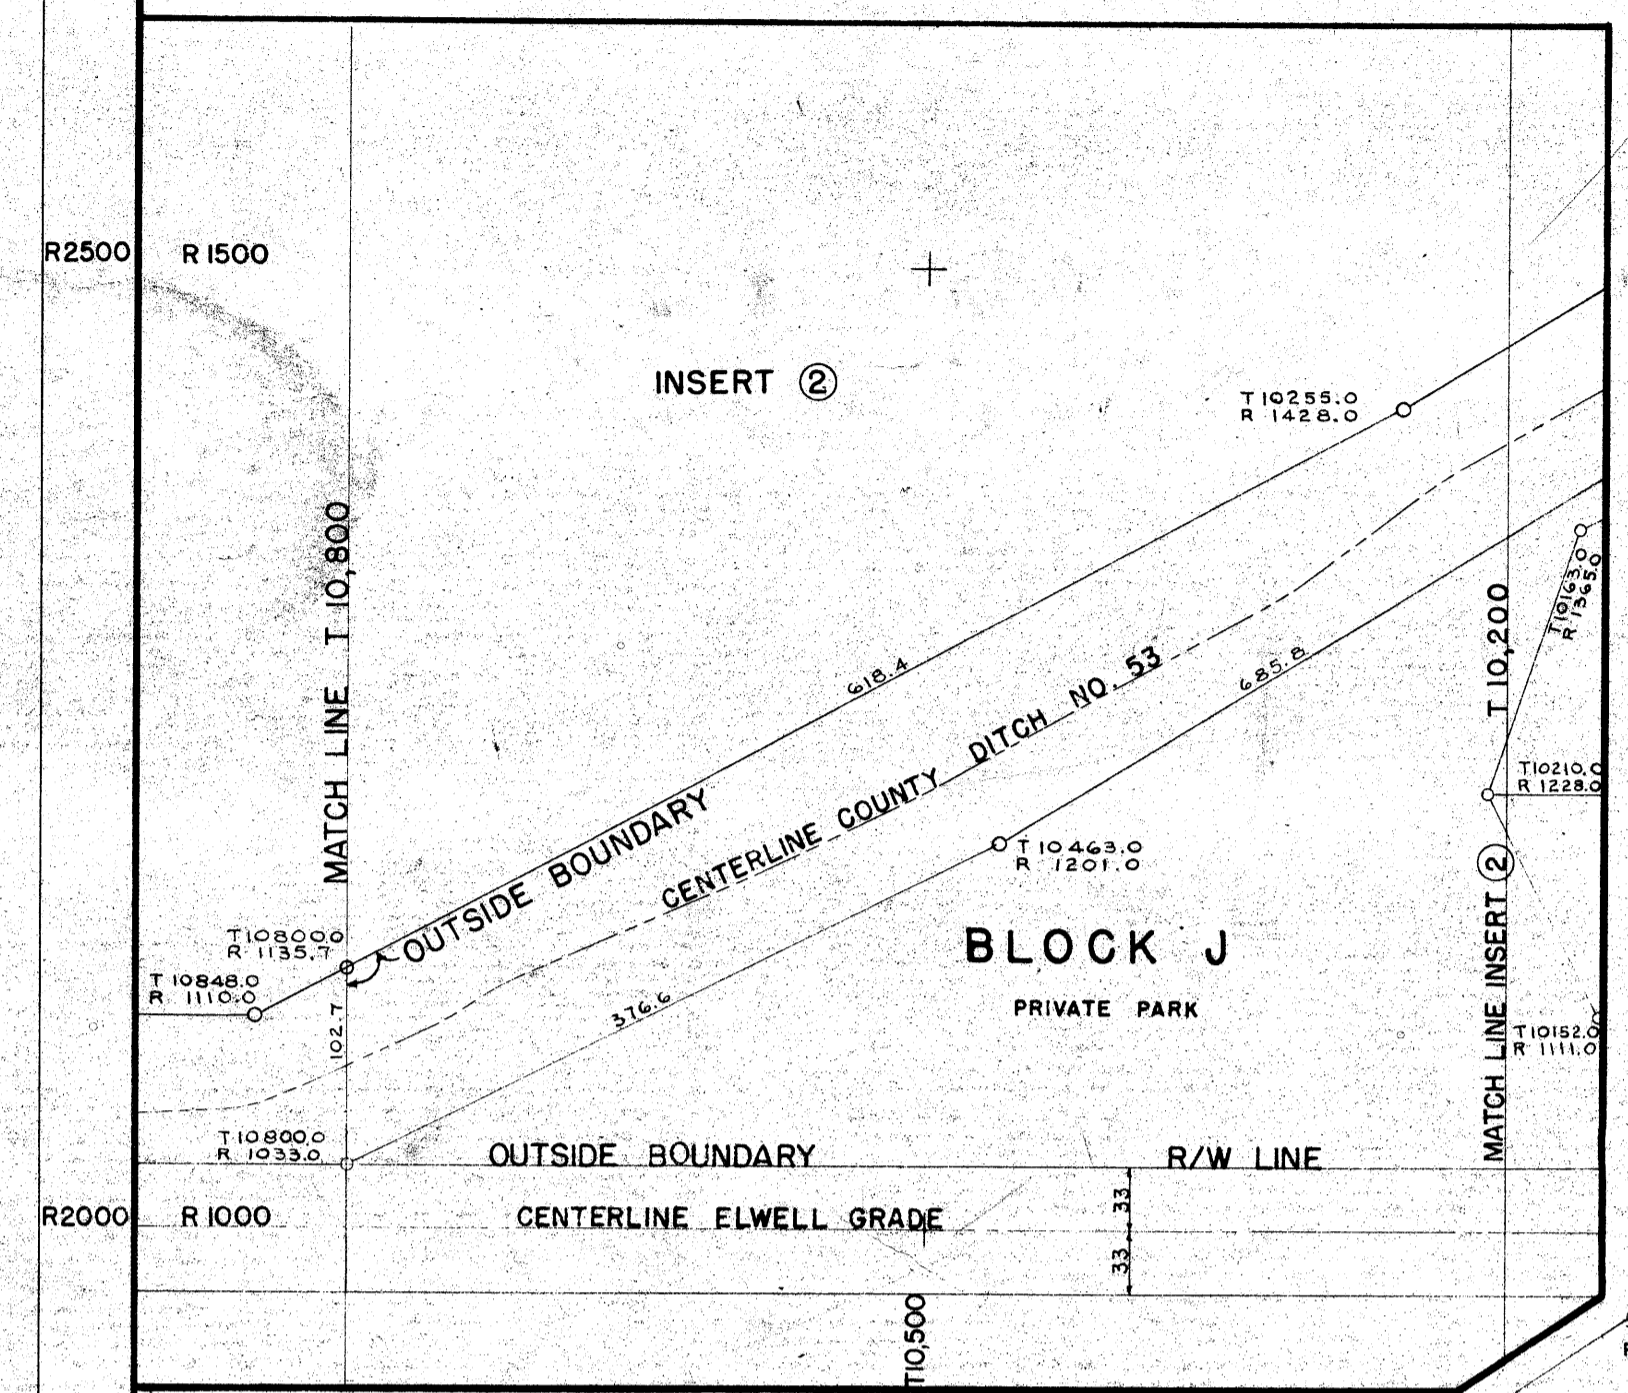 R2500
R 1500
INSERT ②
T 10255.0
R 1428.0
MATCH LINE T 10,800
T 10,200
T10163.0
R 1365.0
618.4
685.8
CENTERLINE COUNTY DITCH NO. 53
OUTSIDE BOUNDARY
T10210.0
R 1228.0
T 10463.0
R 1201.0
T10800.0
R 1135.7
T 10848.0
R 1110.0
BLOCK J
PRIVATE PARK
376.6
102.7
MATCH LINE INSERT ②
T10152.0
R 1111.0
T10800.0
R 1033.0
OUTSIDE BOUNDARY
R/W LINE
R2000
R 1000
CENTERLINE ELWELL GRADE
33
33
T10,500